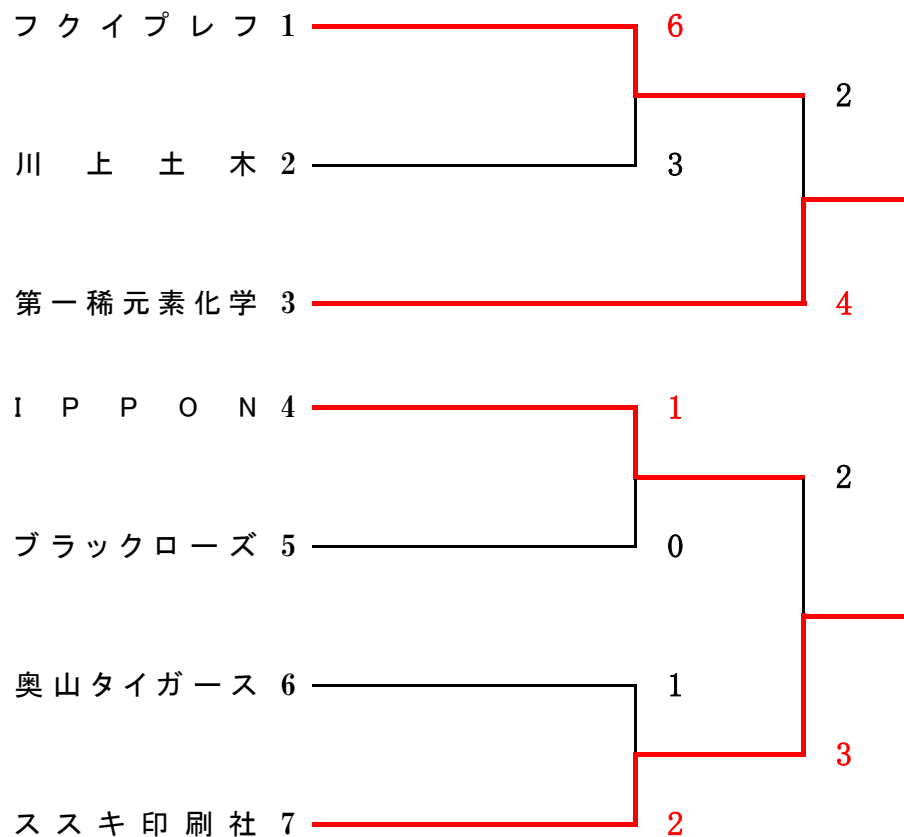 フクイプレフ 1 6
2
川上土木 2 3
第一稀元素化学 3 4
IPPON 4 1
2
ブラックローズ 5 0
奥山タイガース 6 1
3
ススキ印刷社 7 2